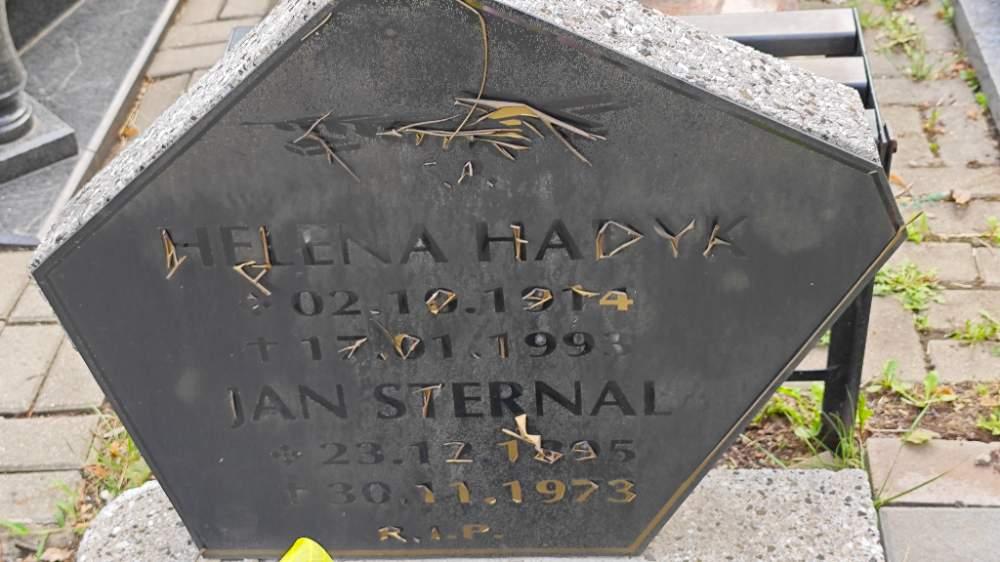 HELENA HADYK
* 02.10.1914
† 17.01.1993
JAN STERNAL
* 23.12.1895
† 30.11.1973
R.I.P.